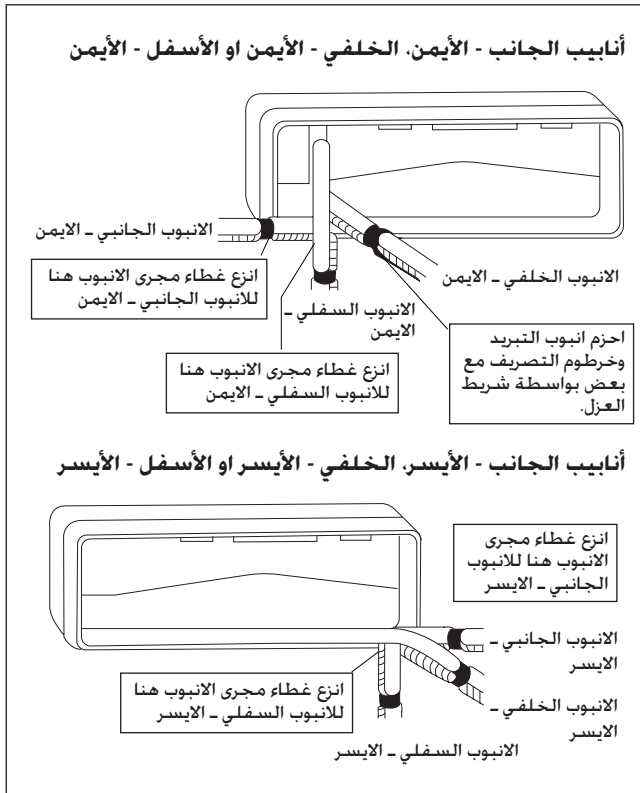 أنابيب الجانب - الأيمن، الخلفي - الأيمن او الأسفل - الأيمن
الانبوب الجانبي – الايمن
انزع غطاء مجرى الانبوب هنا
للانبوب الجانبي – الايمن
الانبوب الخلفي – الايمن
الانبوب السفلي –
الايمن
احزم انبوب التبريد
وخرطوم التصريف مع
بعض بواسطة شريط
العزل.
انزع غطاء مجرى الانبوب هنا
للانبوب السفلي – الايمن
أنابيب الجانب - الأيسر، الخلفي - الأيسر او الأسفل - الأيسر
انزع غطاء مجرى
الانبوب هنا للانبوب
الجانبي – الايسر
الانبوب الجانبي –
الايسر
انزع غطاء مجرى الانبوب هنا
للانبوب السفلي – الايسر
الانبوب الخلفي –
الايسر
الانبوب السفلي – الايسر